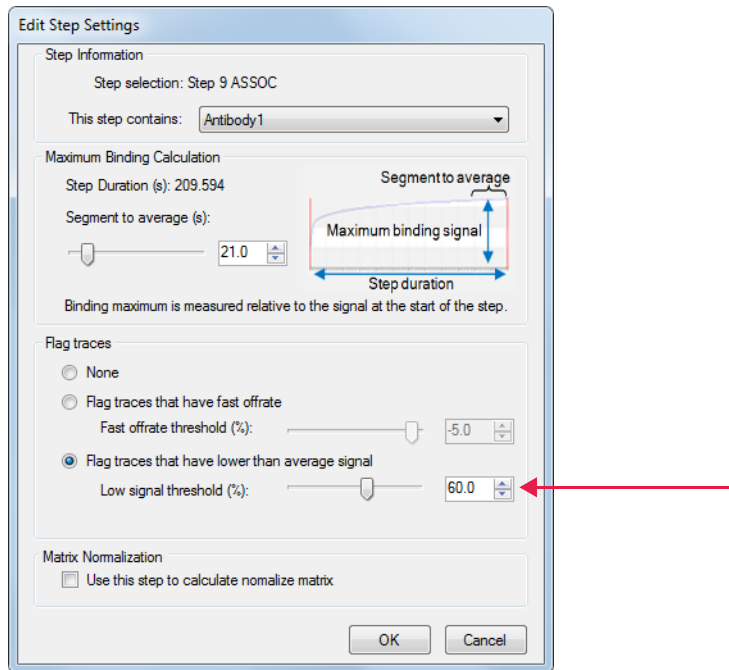 Edit Step Settings
Step Information
Step selection: Step 9 ASSOC
This step contains: Antibody1
Maximum Binding Calculation
Step Duration (s): 209.594
Segment to average (s):
21.0
Segment to average
Maximum binding signal
Step duration
Binding maximum is measured relative to the signal at the start of the step.
Flag traces
None
Flag traces that have fast offrate
Fast offrate threshold (%): -5.0
Flag traces that have lower than average signal
Low signal threshold (%): 60.0
Matrix Normalization
Use this step to calculate nomalize matrix
OK Cancel